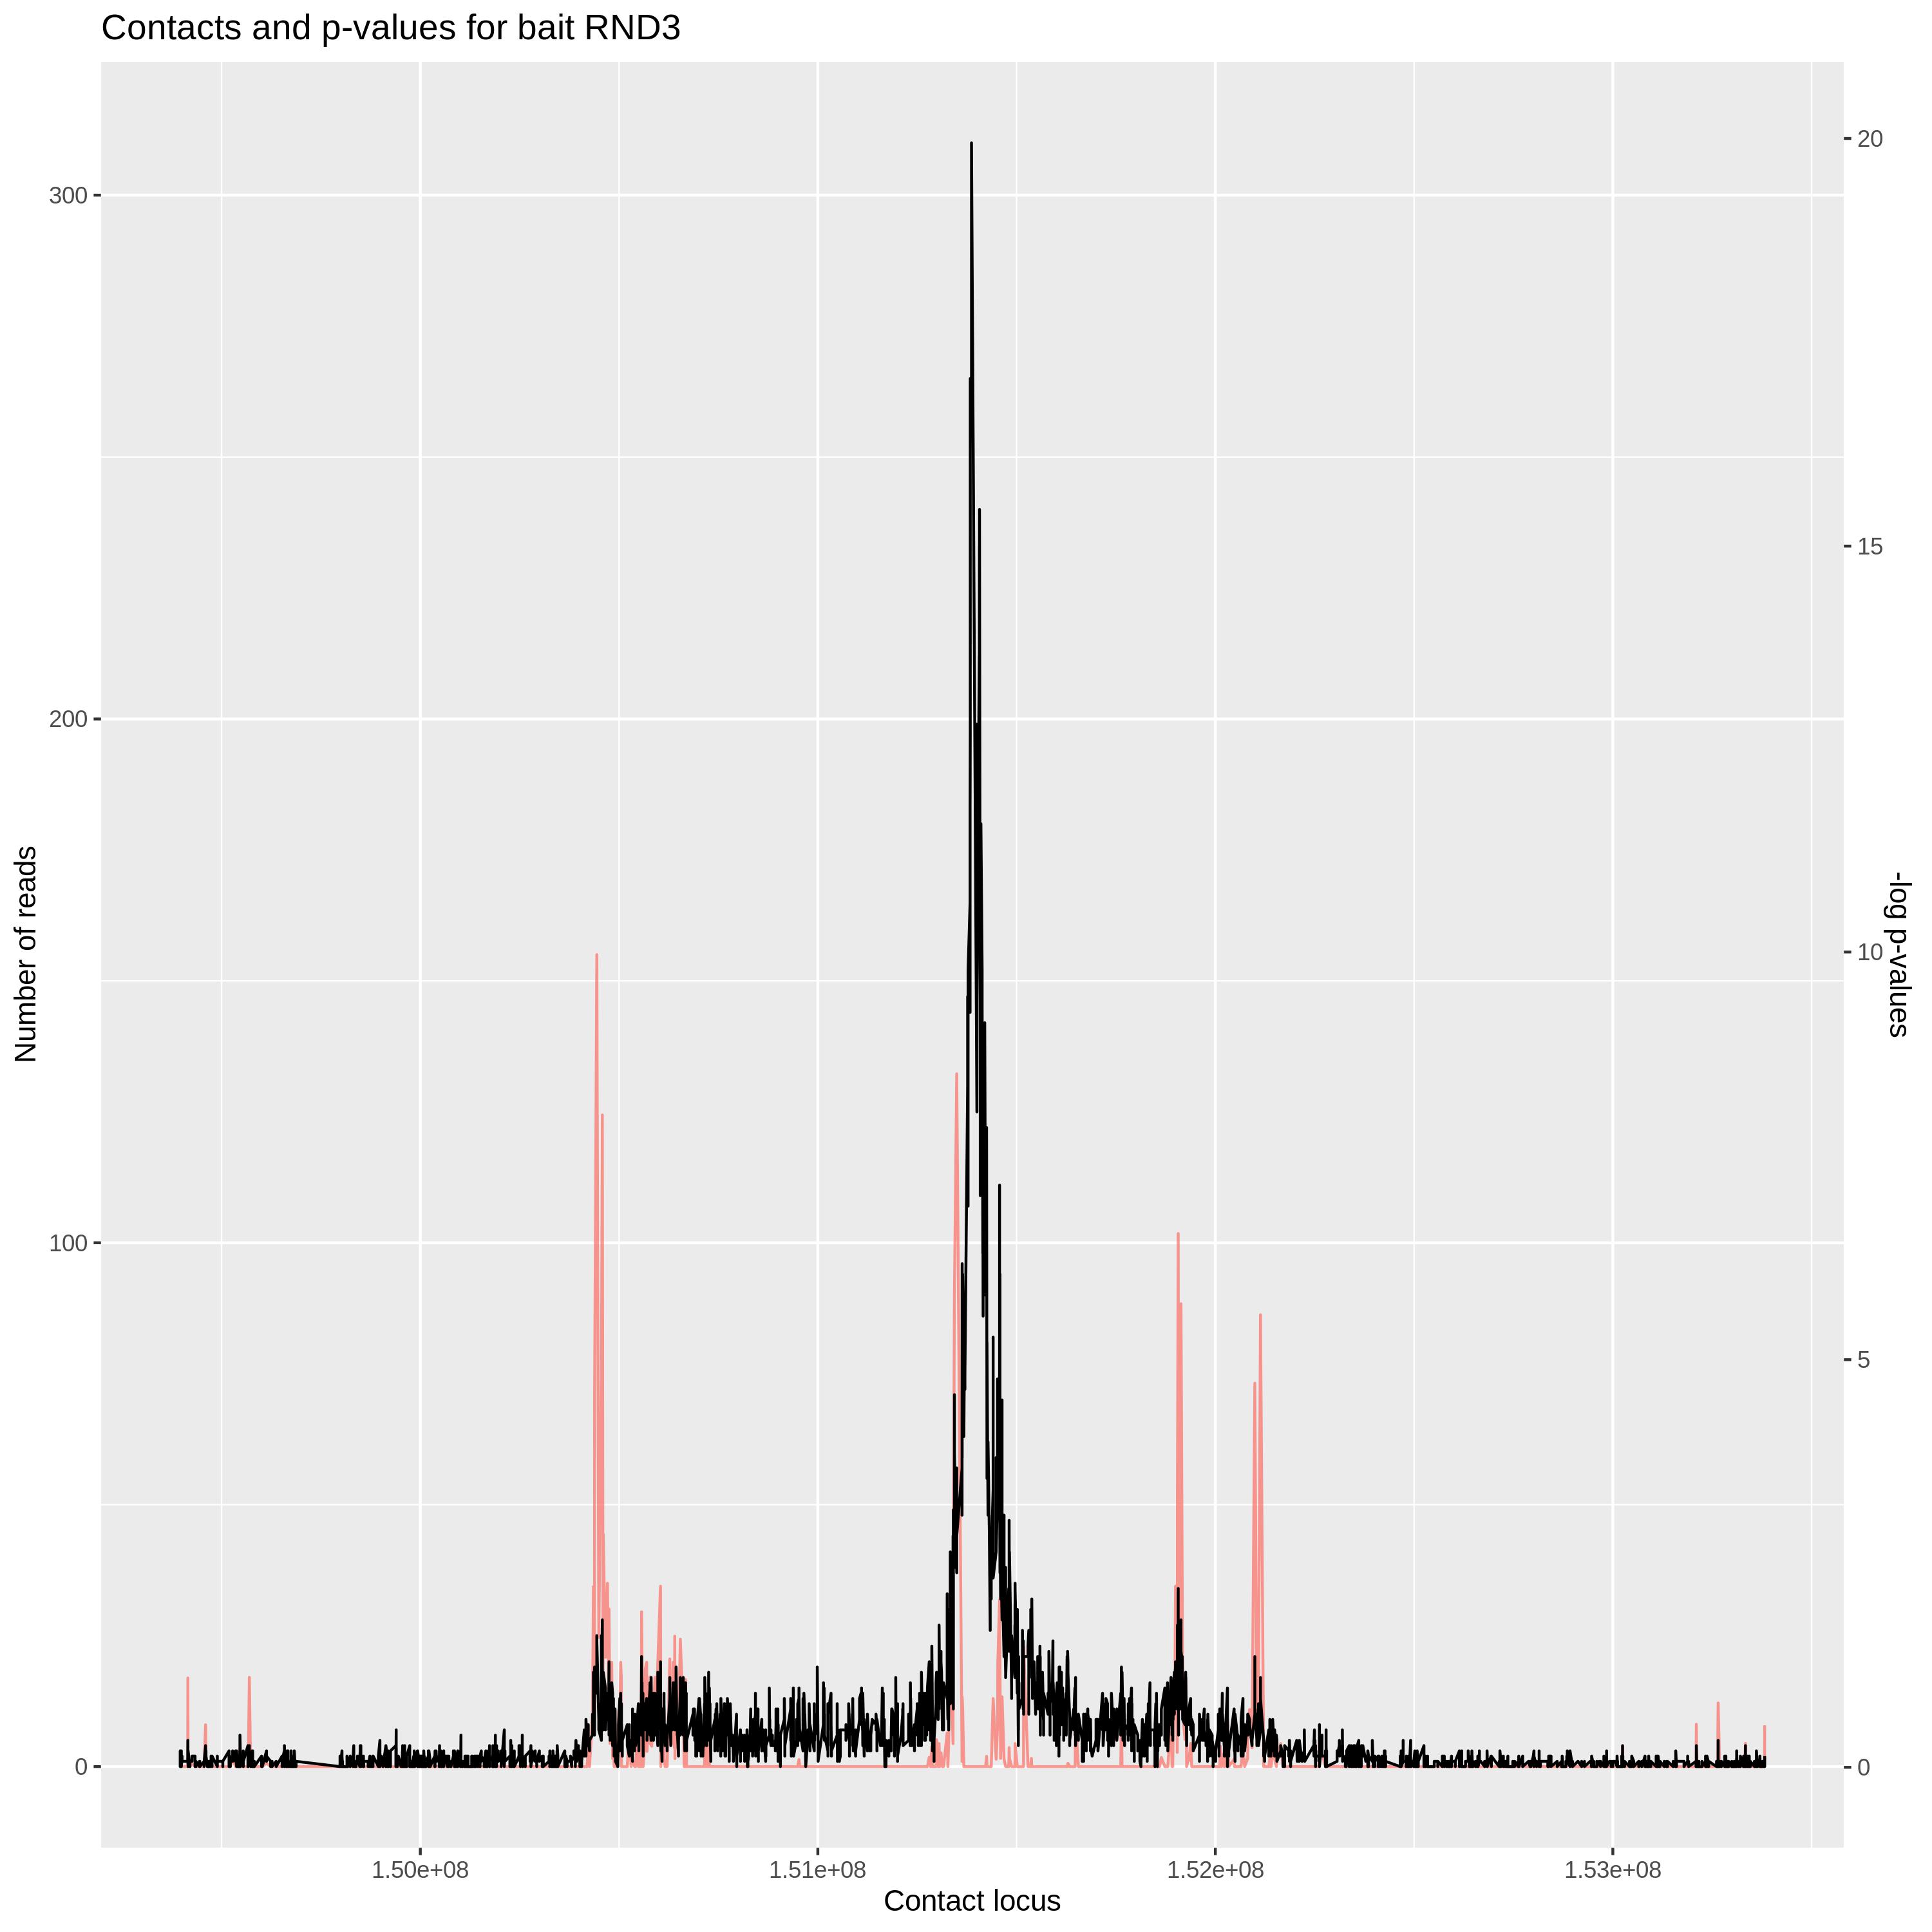 Contacts and p-values for bait RND3
300
200
100
0
Number of reads
20
15
10
5
0
-log p-values
1.50e+08
1.51e+08
1.52e+08
1.53e+08
Contact locus